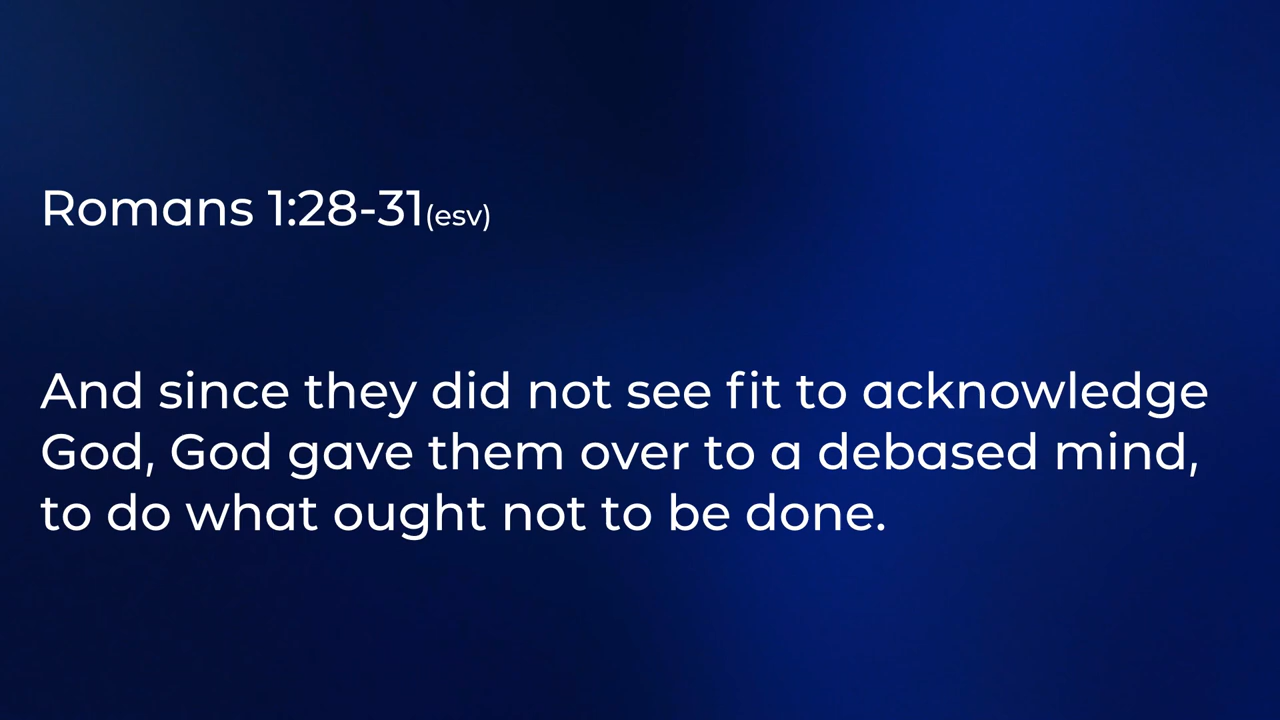 Romans 1:28-31(esv)
And since they did not see fit to acknowledge
God, God gave them over to a debased mind,
to do what ought not to be done.